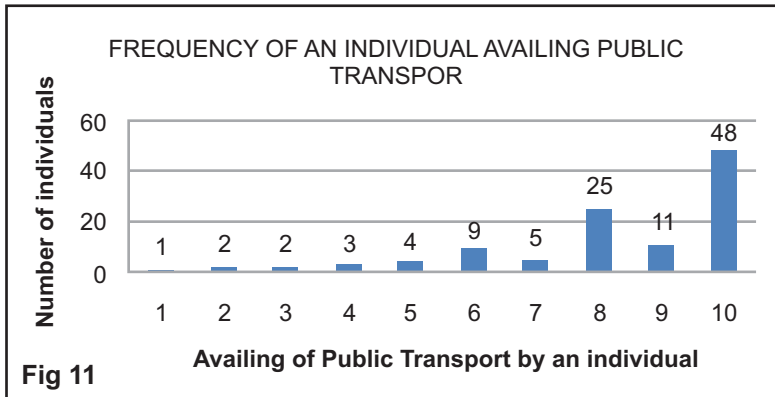 FREQUENCY OF AN INDIVIDUAL AVAILING PUBLIC
TRANSPOR
Number of individuals
60
40
20
0
1
2
2
3
4
9
5
25
11
48
1 2 3 4 5 6 7 8 9 10
Availing of Public Transport by an individual
Fig 11